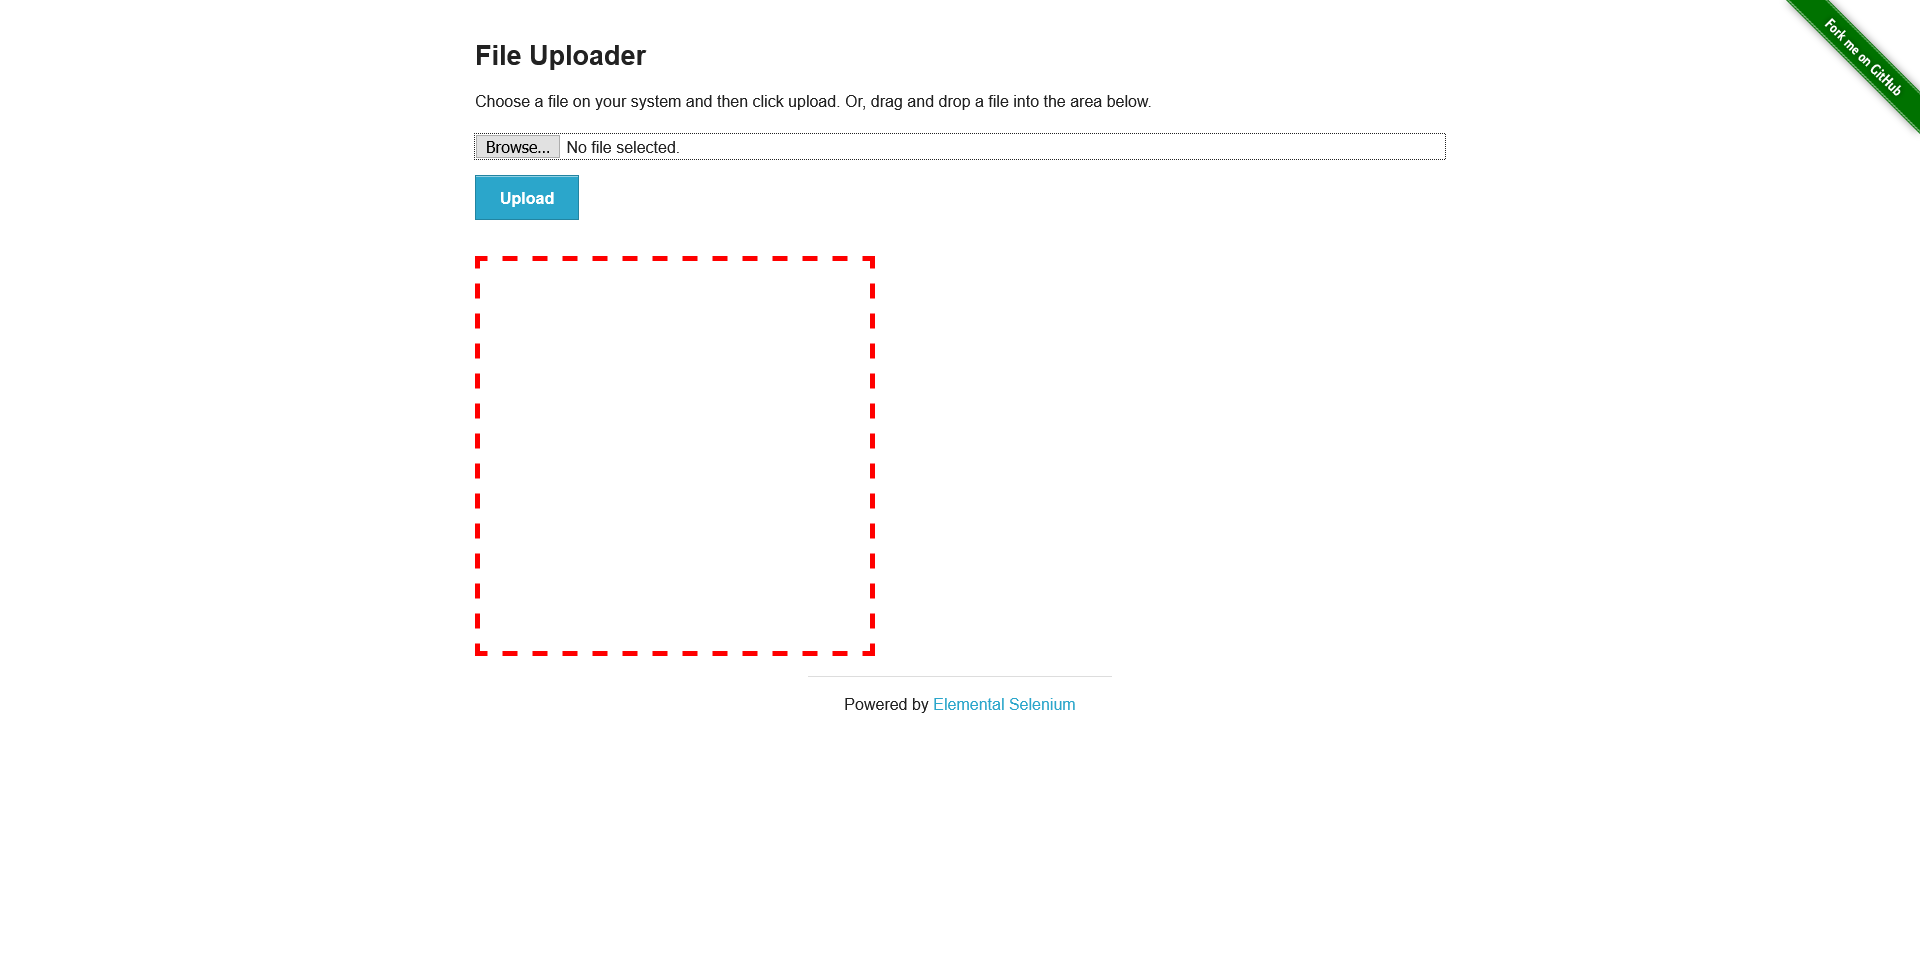 Fork me on GitHub
File Uploader
Choose a file on your system and then click upload. Or, drag and drop a file into the area below.
Browse... No file selected.
Upload
Powered by Elemental Selenium